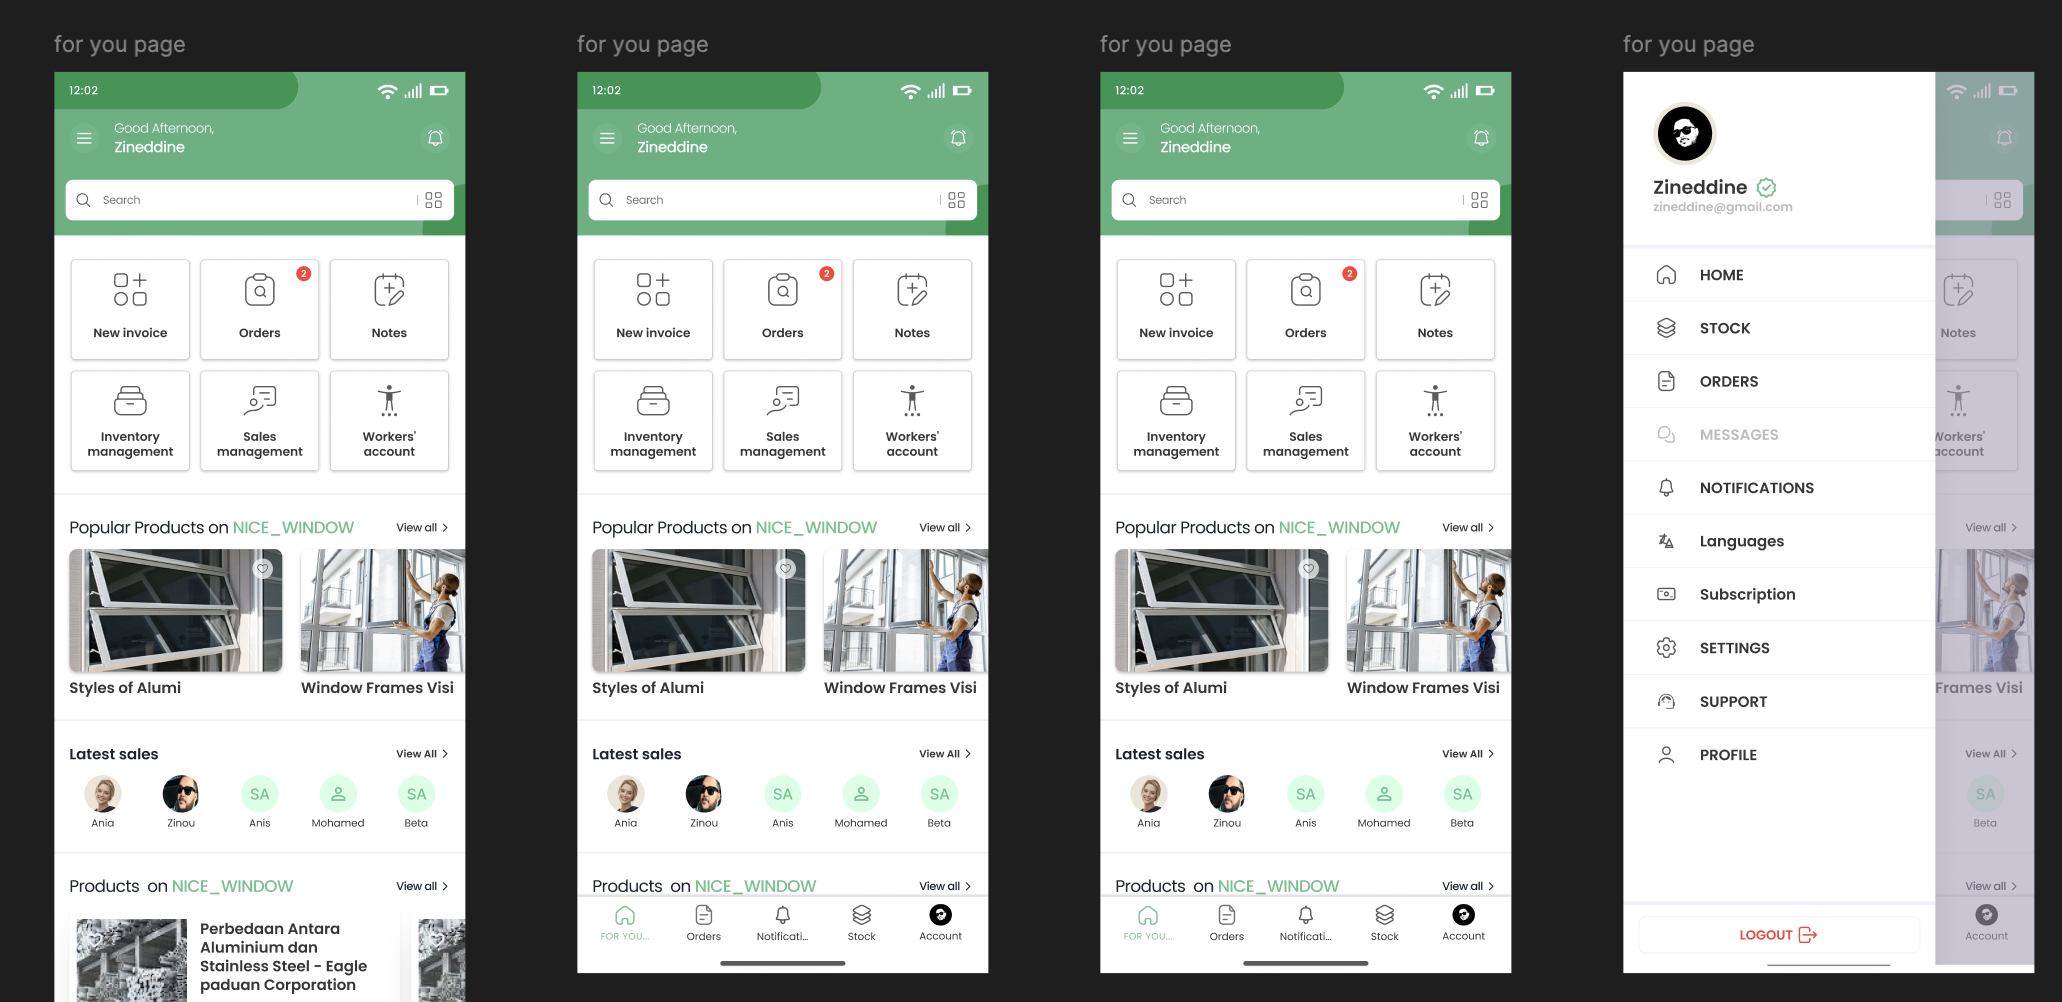 for you page
12:02
Good Afternoon,
Zineddine
Search
New invoice
2
Orders
Notes
Inventory
management
Sales
management
Workers'
account
Popular Products on NICE_WINDOW
View all
Styles of Alumi
Window Frames Visi
Latest sales
View All
SA
SA
Ania
Zinou
Anis
Mohamed
Beta
Products on NICE_WINDOW
View all
Perbedaan Antara
Aluminium dan
Stainless Steel - Eagle
paduan Corporation
for you page
12:02
Good Afternoon,
Zineddine
Search
New invoice
2
Orders
Notes
Inventory
management
Sales
management
Workers'
account
Popular Products on NICE_WINDOW
View all
Styles of Alumi
Window Frames Visi
Latest sales
View All
SA
SA
Ania
Zinou
Anis
Mohamed
Beta
Products on NICE_WINDOW
View all
FOR YOU...
Orders
Notificati...
Stock
Account
for you page
12:02
Good Afternoon,
Zineddine
Search
New invoice
2
Orders
Notes
Inventory
management
Sales
management
Workers'
account
Popular Products on NICE_WINDOW
View all
Styles of Alumi
Window Frames Visi
Latest sales
View All
SA
SA
Ania
Zinou
Anis
Mohamed
Beta
Products on NICE_WINDOW
View all
FOR YOU...
Orders
Notificati...
Stock
Account
for you page
Zineddine
zineddine@gmail.com
HOME
STOCK
ORDERS
MESSAGES
NOTIFICATIONS
Languages
Subscription
SETTINGS
SUPPORT
PROFILE
LOGOUT
Notes
Workers'
account
View all
Frames Visi
View All
SA
Beta
View all
Account